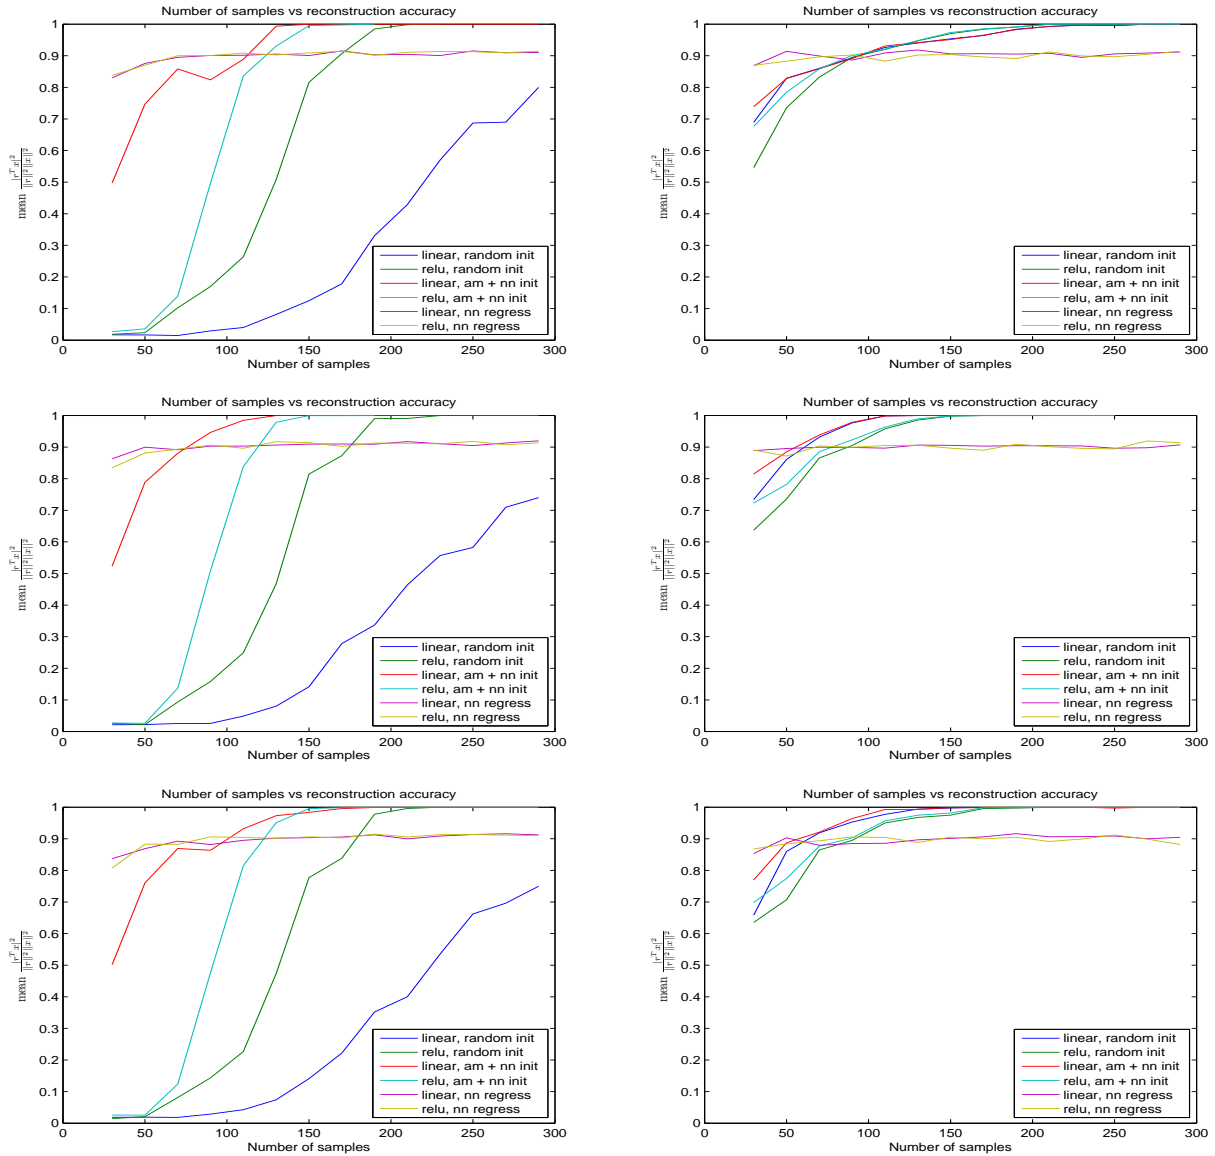 Number of samples vs reconstruction accuracy
1
0.9
0.8
0.7
0.6
0.5
0.4
0.3
0.2
0.1
0
mean |r^T x|^2 / ||r||^2 ||x||^2
linear, random init
relu, random init
linear, am + nn init
relu, am + nn init
linear, nn regress
relu, nn regress
0 50 100 150 200 250 300
Number of samples
Number of samples vs reconstruction accuracy
1
0.9
0.8
0.7
0.6
0.5
0.4
0.3
0.2
0.1
0
mean |r^T x|^2 / ||r||^2 ||x||^2
linear, random init
relu, random init
linear, am + nn init
relu, am + nn init
linear, nn regress
relu, nn regress
0 50 100 150 200 250 300
Number of samples
Number of samples vs reconstruction accuracy
1
0.9
0.8
0.7
0.6
0.5
0.4
0.3
0.2
0.1
0
mean |r^T x|^2 / ||r||^2 ||x||^2
linear, random init
relu, random init
linear, am + nn init
relu, am + nn init
linear, nn regress
relu, nn regress
0 50 100 150 200 250 300
Number of samples
Number of samples vs reconstruction accuracy
1
0.9
0.8
0.7
0.6
0.5
0.4
0.3
0.2
0.1
0
mean |r^T x|^2 / ||r||^2 ||x||^2
linear, random init
relu, random init
linear, am + nn init
relu, am + nn init
linear, nn regress
relu, nn regress
0 50 100 150 200 250 300
Number of samples
Number of samples vs reconstruction accuracy
1
0.9
0.8
0.7
0.6
0.5
0.4
0.3
0.2
0.1
0
mean |r^T x|^2 / ||r||^2 ||x||^2
linear, random init
relu, random init
linear, am + nn init
relu, am + nn init
linear, nn regress
relu, nn regress
0 50 100 150 200 250 300
Number of samples
Number of samples vs reconstruction accuracy
1
0.9
0.8
0.7
0.6
0.5
0.4
0.3
0.2
0.1
0
mean |r^T x|^2 / ||r||^2 ||x||^2
linear, random init
relu, random init
linear, am + nn init
relu, am + nn init
linear, nn regress
relu, nn regress
0 50 100 150 200 250 300
Number of samples